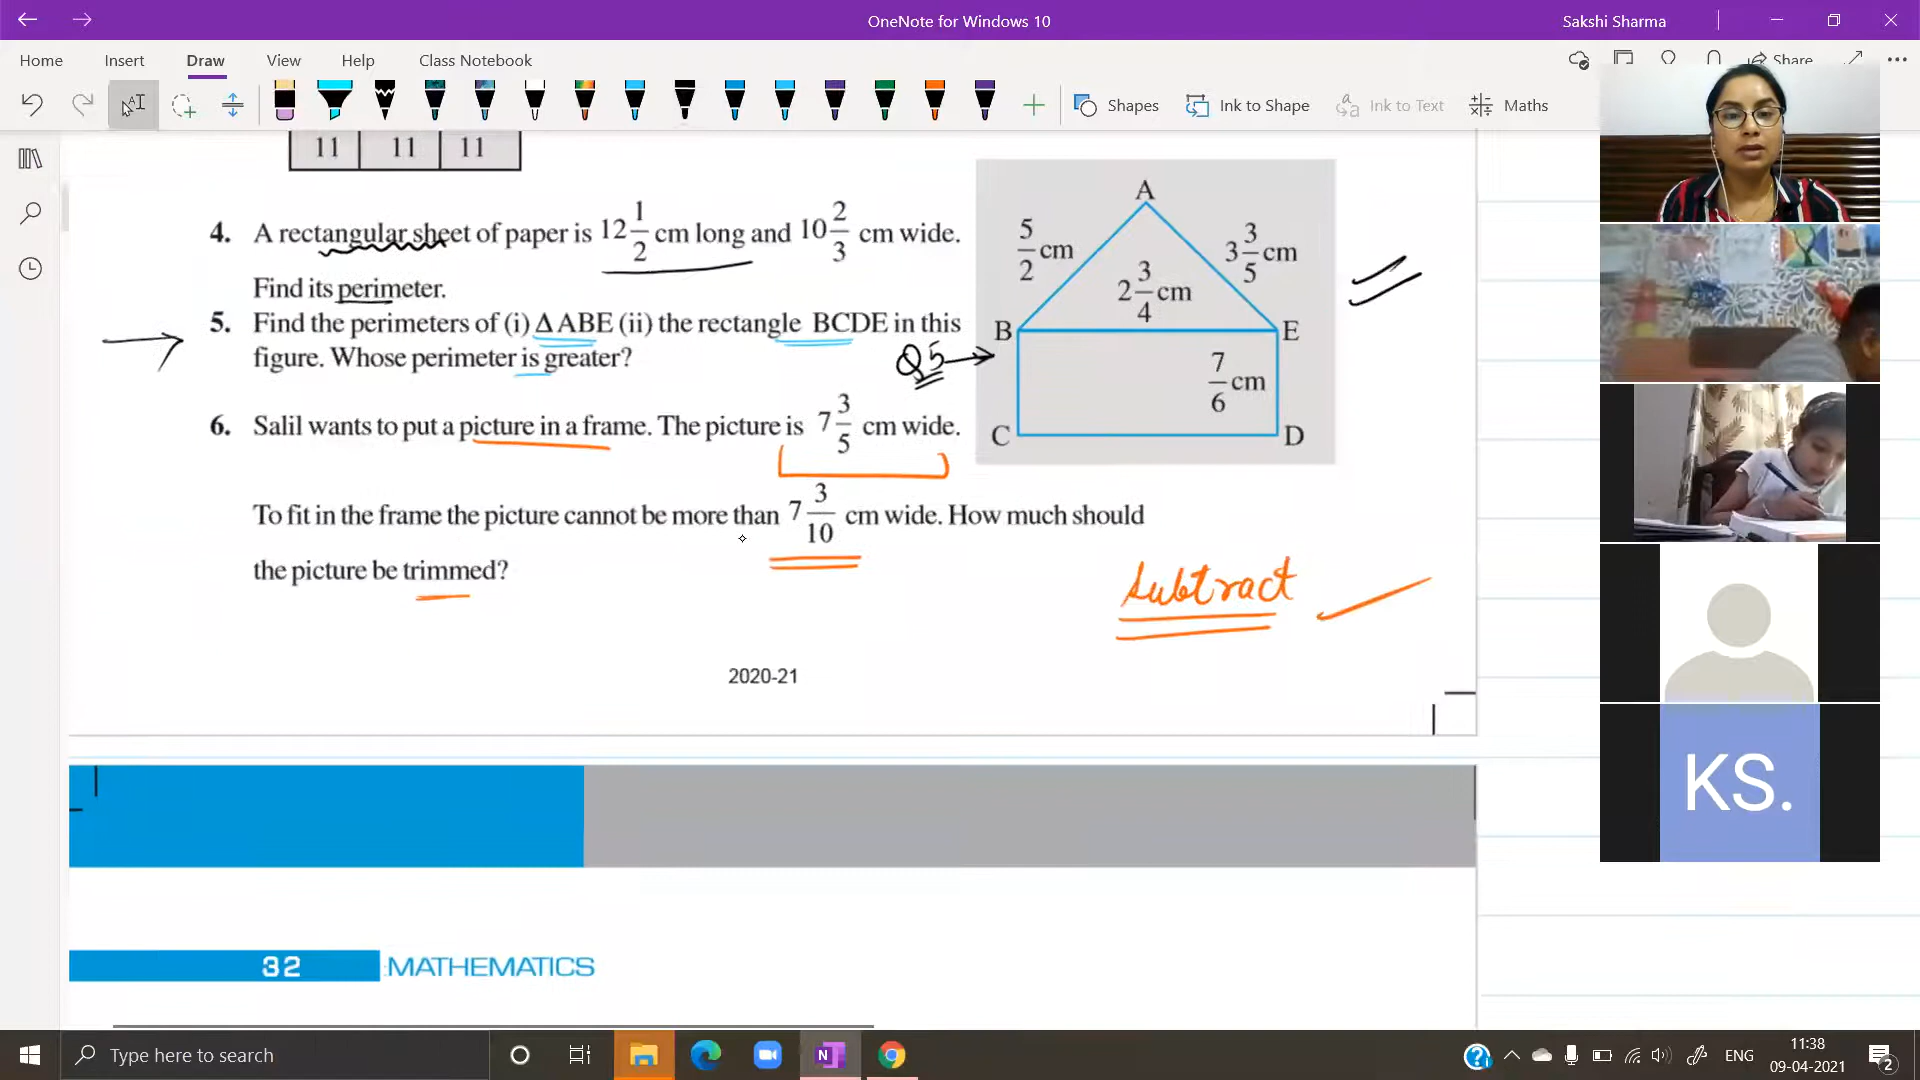 OneNote for Windows 10
Sakshi Sharma
Home Insert Draw View Help Class Notebook
Share
Shapes Ink to Shape Ink to Text Maths
11 11 11
4. A rectangular sheet of paper is 12 1/2 cm long and 10 2/3 cm wide.
Find its perimeter.
5. Find the perimeters of (i) Δ ABE (ii) the rectangle BCDE in this
figure. Whose perimeter is greater?
Q5
6. Salil wants to put a picture in a frame. The picture is 7 3/5 cm wide.
To fit in the frame the picture cannot be more than 7 3/10 cm wide. How much should
the picture be trimmed?
A
5/2 cm
3 3/5 cm
2 3/4 cm
B
E
7/6 cm
C
D
Subtract
2020-21
32 MATHEMATICS
KS.
Type here to search
ENG
11:38
09-04-2021
2